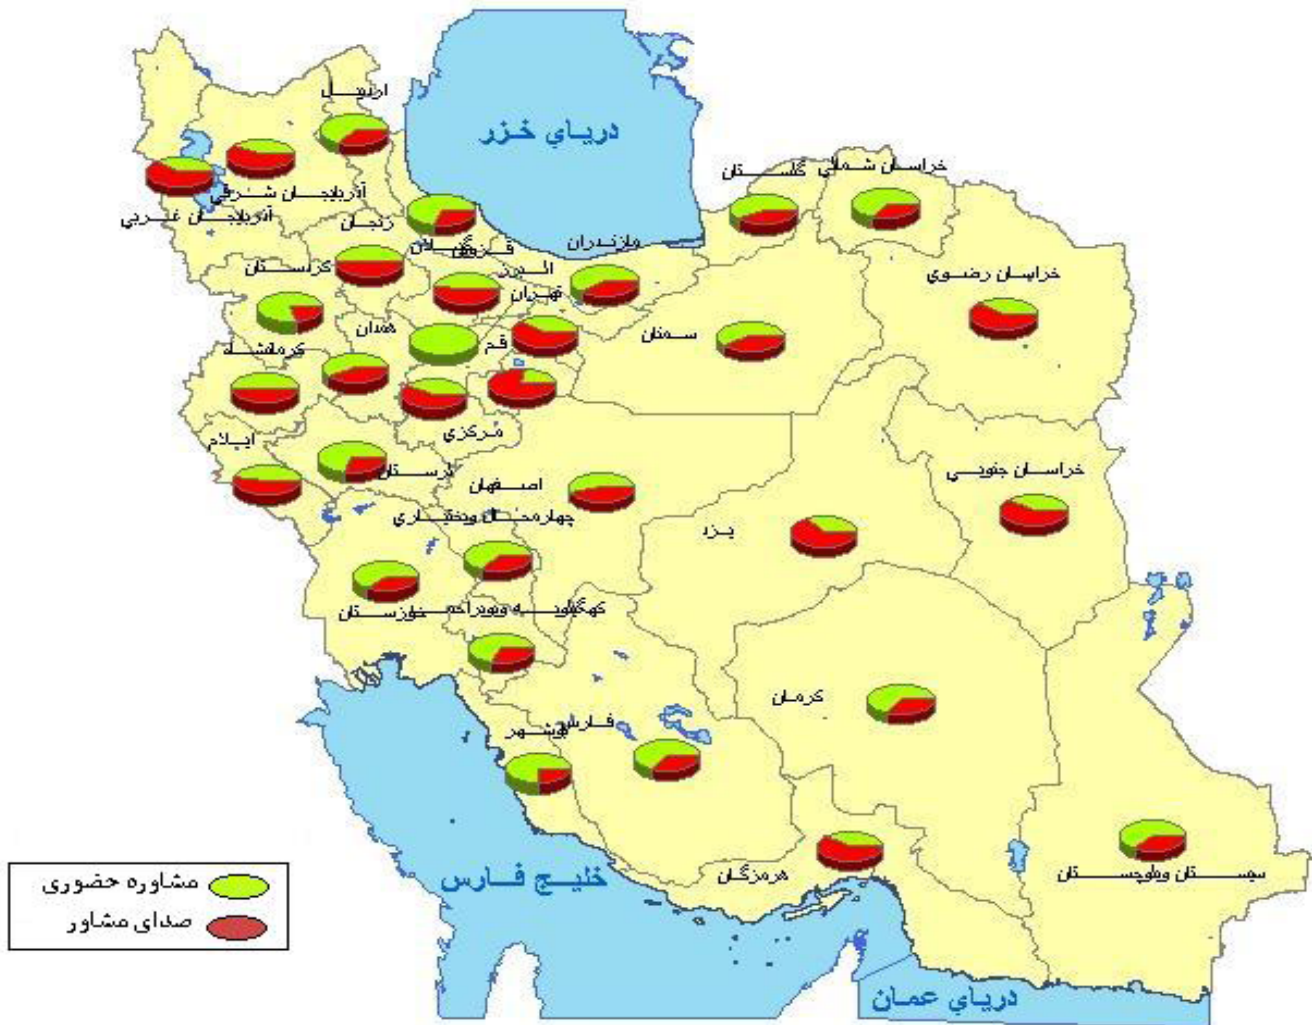 اردبیل
دریای خزر
آذربایجان شرقی
آذربایجان غربی
گلستان
خراسان شمالی
زنجان
گیلان
قزوین
مازندران
کردستان
البرز
تهران
خراسان رضوی
همدان
قم
سمنان
کرمانشاه
مرکزی
ایلام
لرستان
اصفهان
خراسان جنوبی
چهارمحال وبختیاری
یزد
خوزستان
کهگیلویه وبویراحمد
کرمان
فارس
بوشهر
هرمزگان
سیستان وبلوچستان
خلیج فارس
دریای عمان
مشاوره حضوری
صدای مشاور